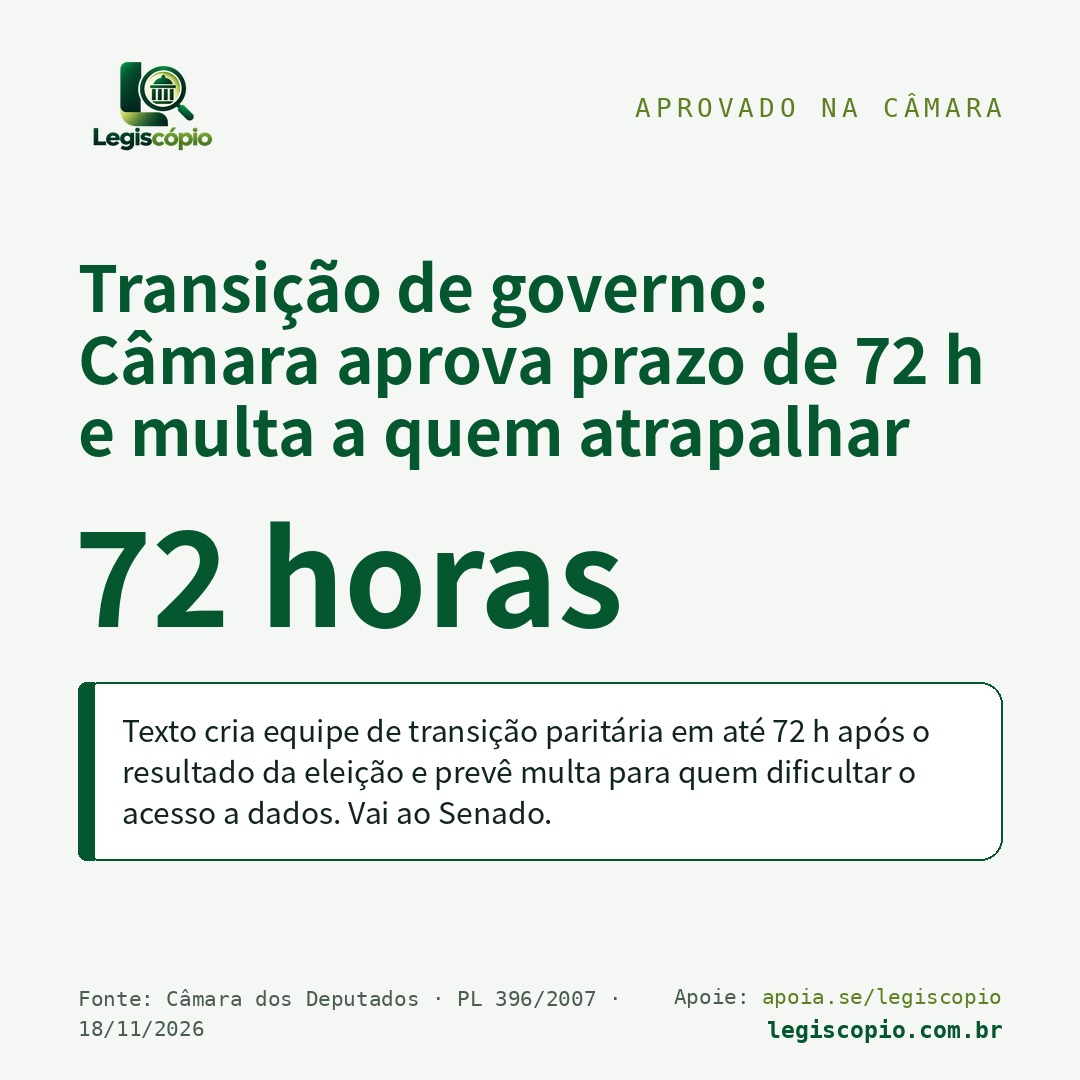 Legiscópio
APROVADO NA CÂMARA
Transição de governo:
Câmara aprova prazo de 72 h
e multa a quem atrapalhar
72 horas
Texto cria equipe de transição paritária em até 72 h após o
resultado da eleição e prevê multa para quem dificultar o
acesso a dados. Vai ao Senado.
Fonte: Câmara dos Deputados · PL 396/2007 ·
18/11/2026
Apoie: apoia.se/legiscopio
legiscopio.com.br